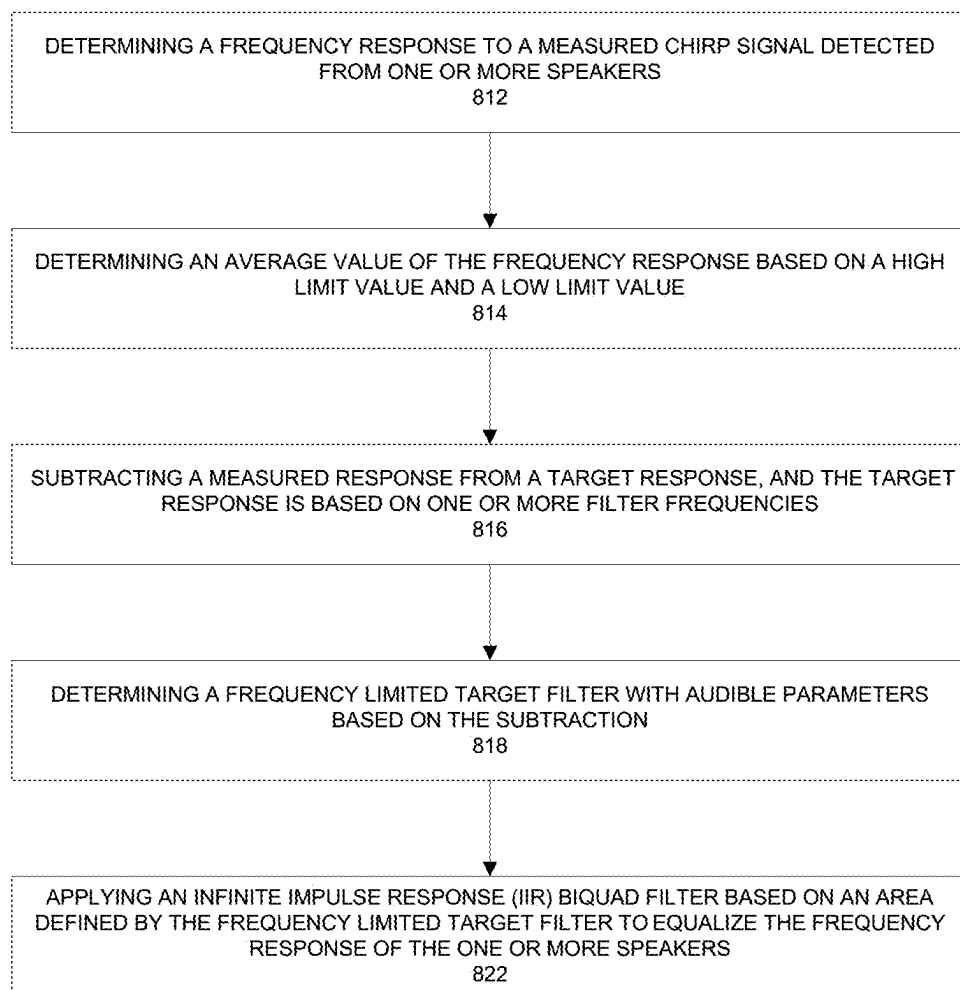 DETERMINING A FREQUENCY RESPONSE TO A MEASURED CHIRP SIGNAL DETECTED
FROM ONE OR MORE SPEAKERS
812
DETERMINING AN AVERAGE VALUE OF THE FREQUENCY RESPONSE BASED ON A HIGH
LIMIT VALUE AND A LOW LIMIT VALUE
814
SUBTRACTING A MEASURED RESPONSE FROM A TARGET RESPONSE, AND THE TARGET
RESPONSE IS BASED ON ONE OR MORE FILTER FREQUENCIES
816
DETERMINING A FREQUENCY LIMITED TARGET FILTER WITH AUDIBLE PARAMETERS
BASED ON THE SUBTRACTION
818
APPLYING AN INFINITE IMPULSE RESPONSE (IIR) BIQUAD FILTER BASED ON AN AREA
DEFINED BY THE FREQUENCY LIMITED TARGET FILTER TO EQUALIZE THE FREQUENCY
RESPONSE OF THE ONE OR MORE SPEAKERS
822